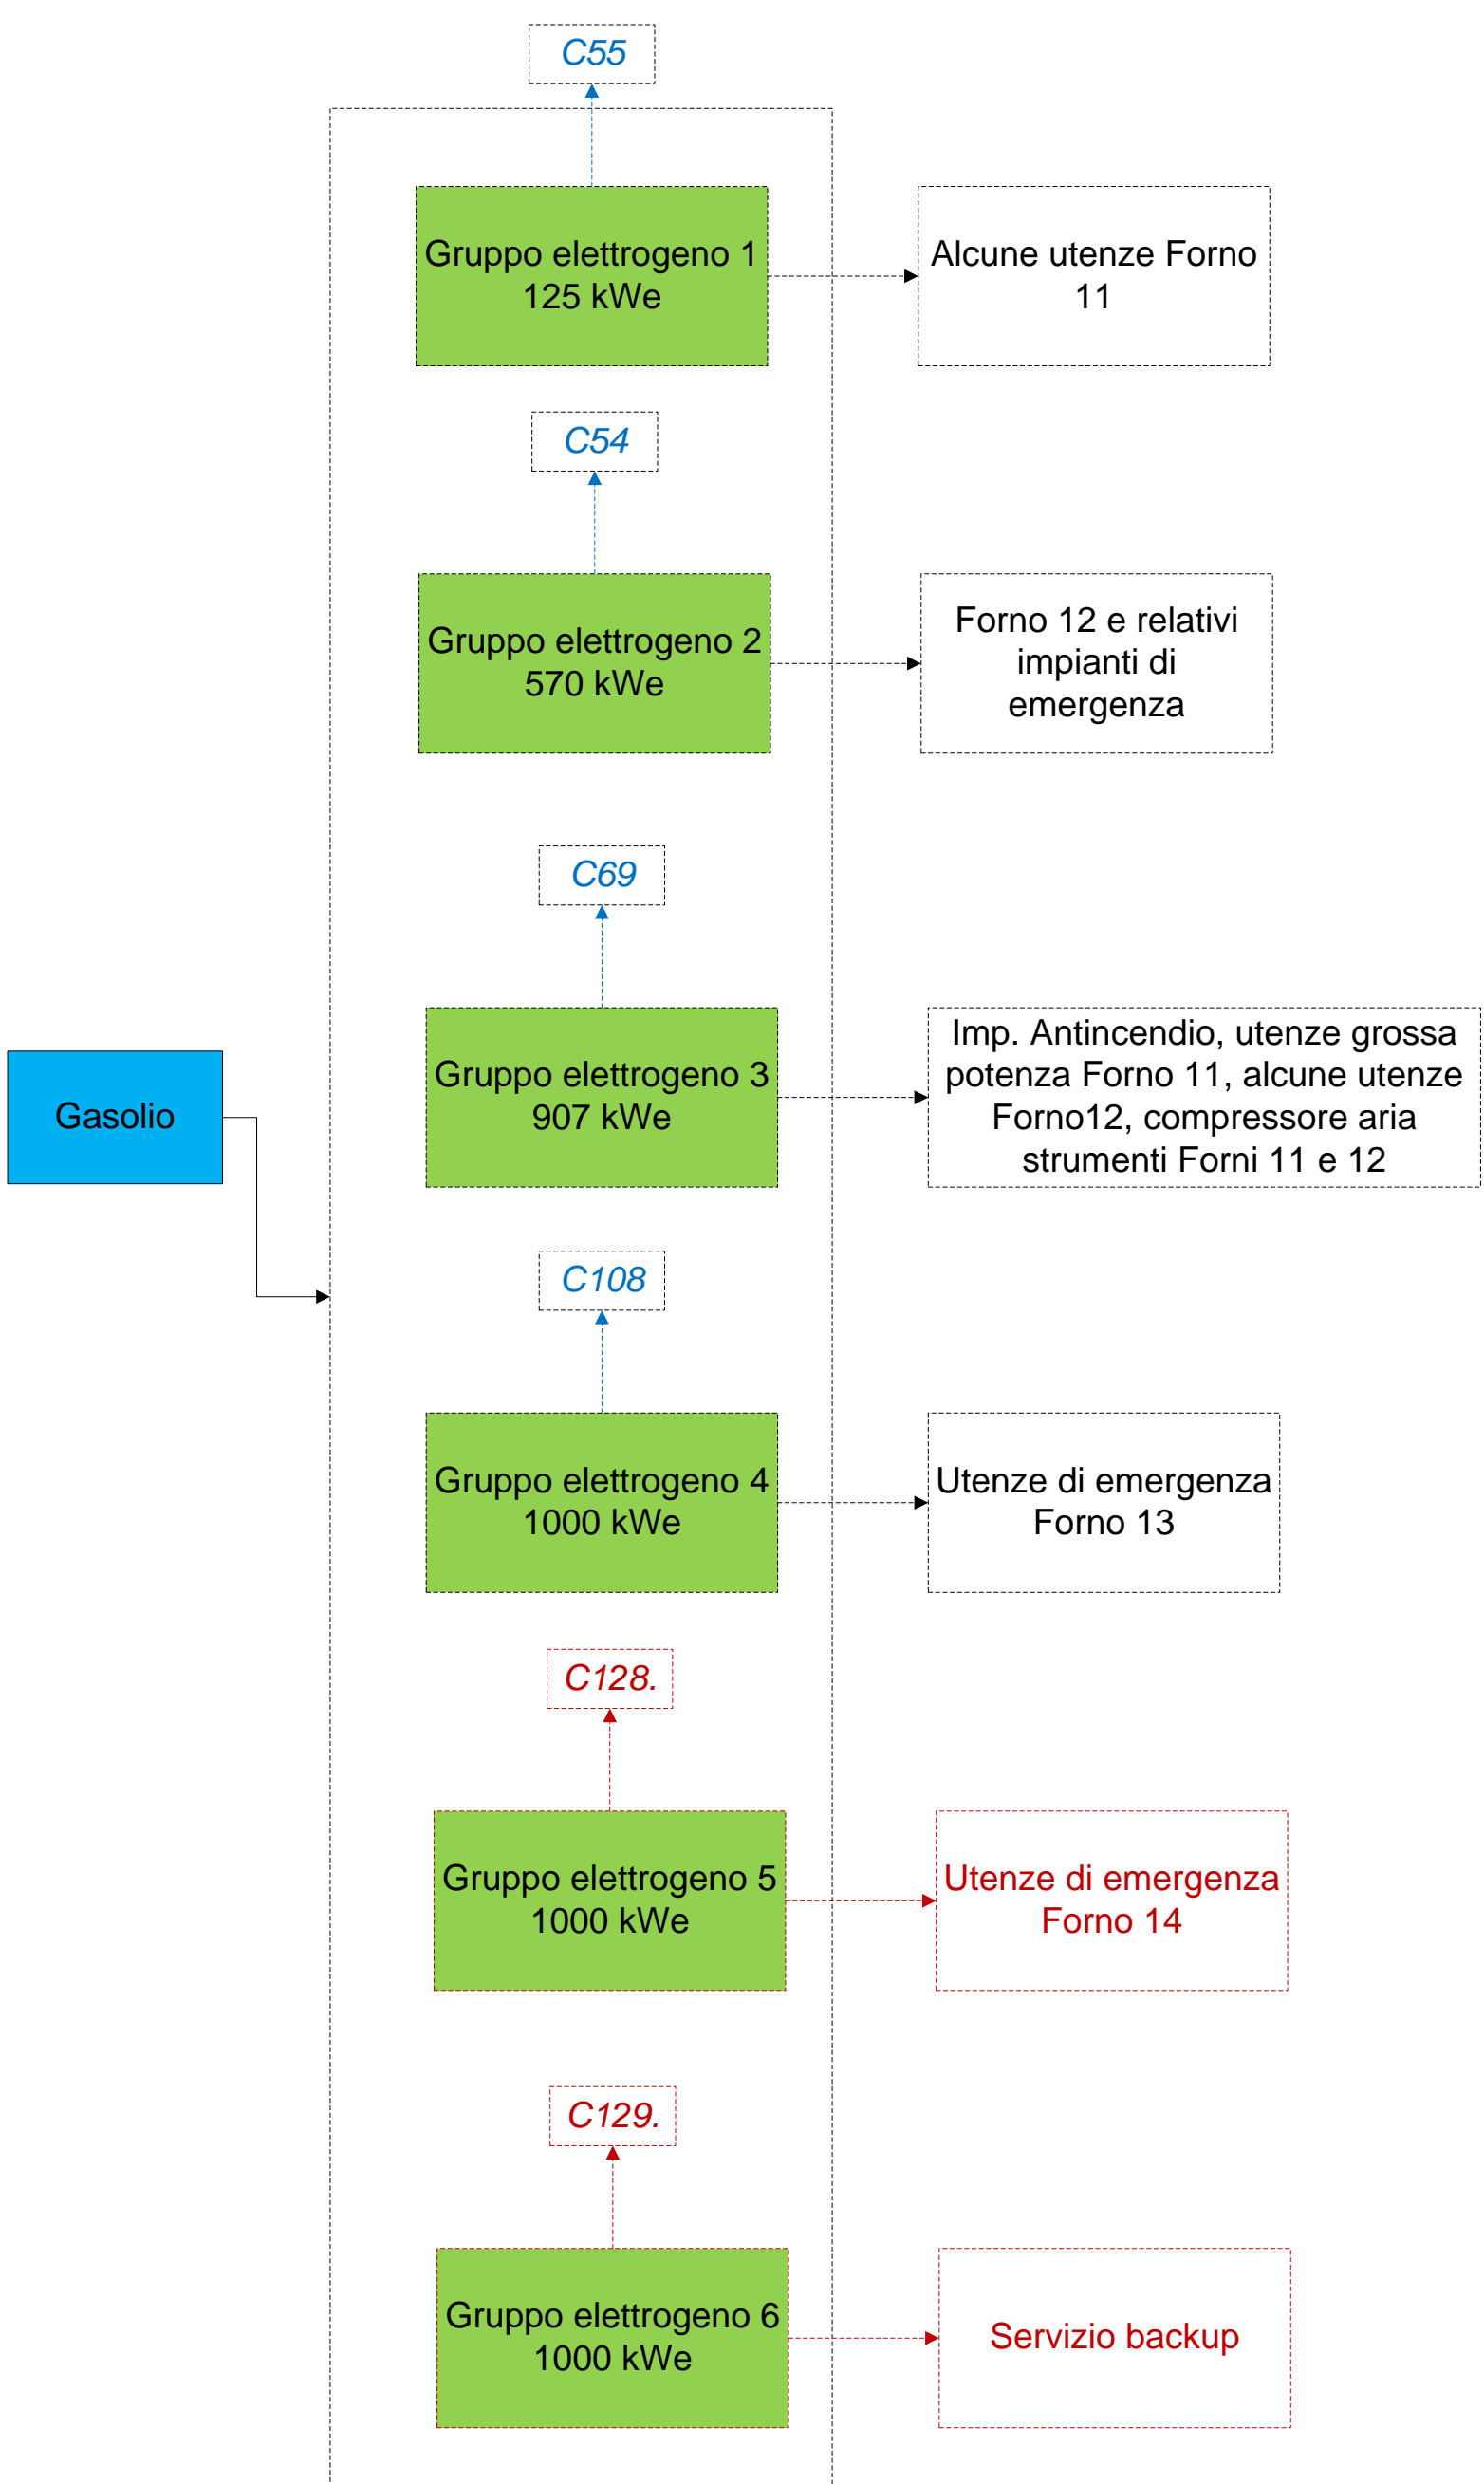 C55
Gruppo elettrogeno 1
125 kWe
Alcune utenze Forno
11
C54
Gruppo elettrogeno 2
570 kWe
Forno 12 e relativi
impianti di
emergenza
C69
Gasolio
Gruppo elettrogeno 3
907 kWe
Imp. Antincendio, utenze grossa
potenza Forno 11, alcune utenze
Forno12, compressore aria
strumenti Forni 11 e 12
C108
Gruppo elettrogeno 4
1000 kWe
Utenze di emergenza
Forno 13
C128.
Gruppo elettrogeno 5
1000 kWe
Utenze di emergenza
Forno 14
C129.
Gruppo elettrogeno 6
1000 kWe
Servizio backup